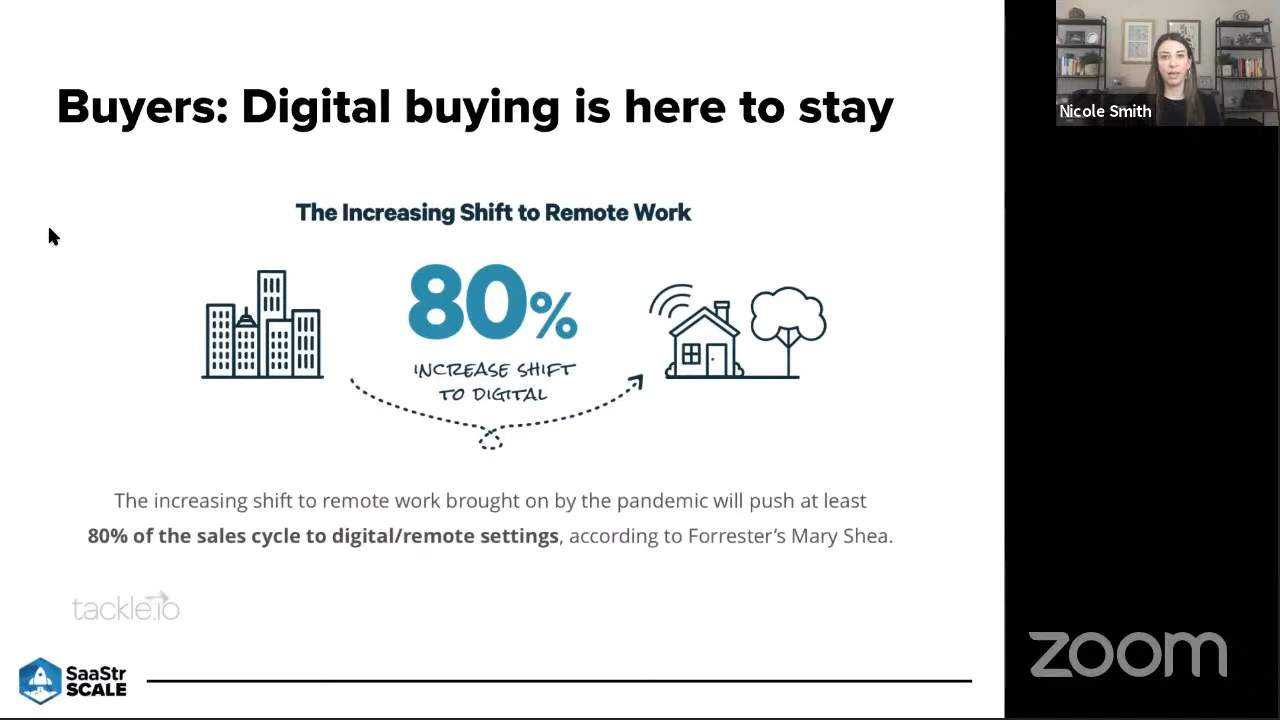 Buyers: Digital buying is here to stay
Nicole Smith
The Increasing Shift to Remote Work
80%
INCREASE SHIFT
TO DIGITAL
The increasing shift to remote work brought on by the pandemic will push at least
80% of the sales cycle to digital/remote settings, according to Forrester's Mary Shea.
tackle.io
SaaStr
SCALE
zoom